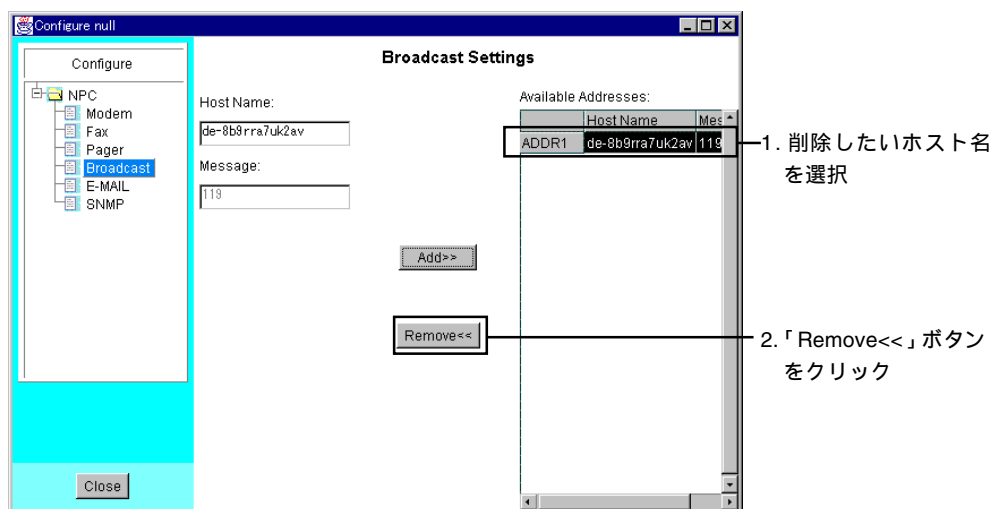 Configure null
Configure
NPC
Modem
Fax
Pager
Broadcast
E-MAIL
SNMP
Close
Broadcast Settings
Host Name:
de-8b9rra7uk2av
Message:
119
Add>>
Remove<<
Available Addresses:
Host Name Mes
ADDR1 de-8b9rra7uk2av 119
1. 削除したいホスト名
を選択
2.「Remove<<」ボタン
をクリック